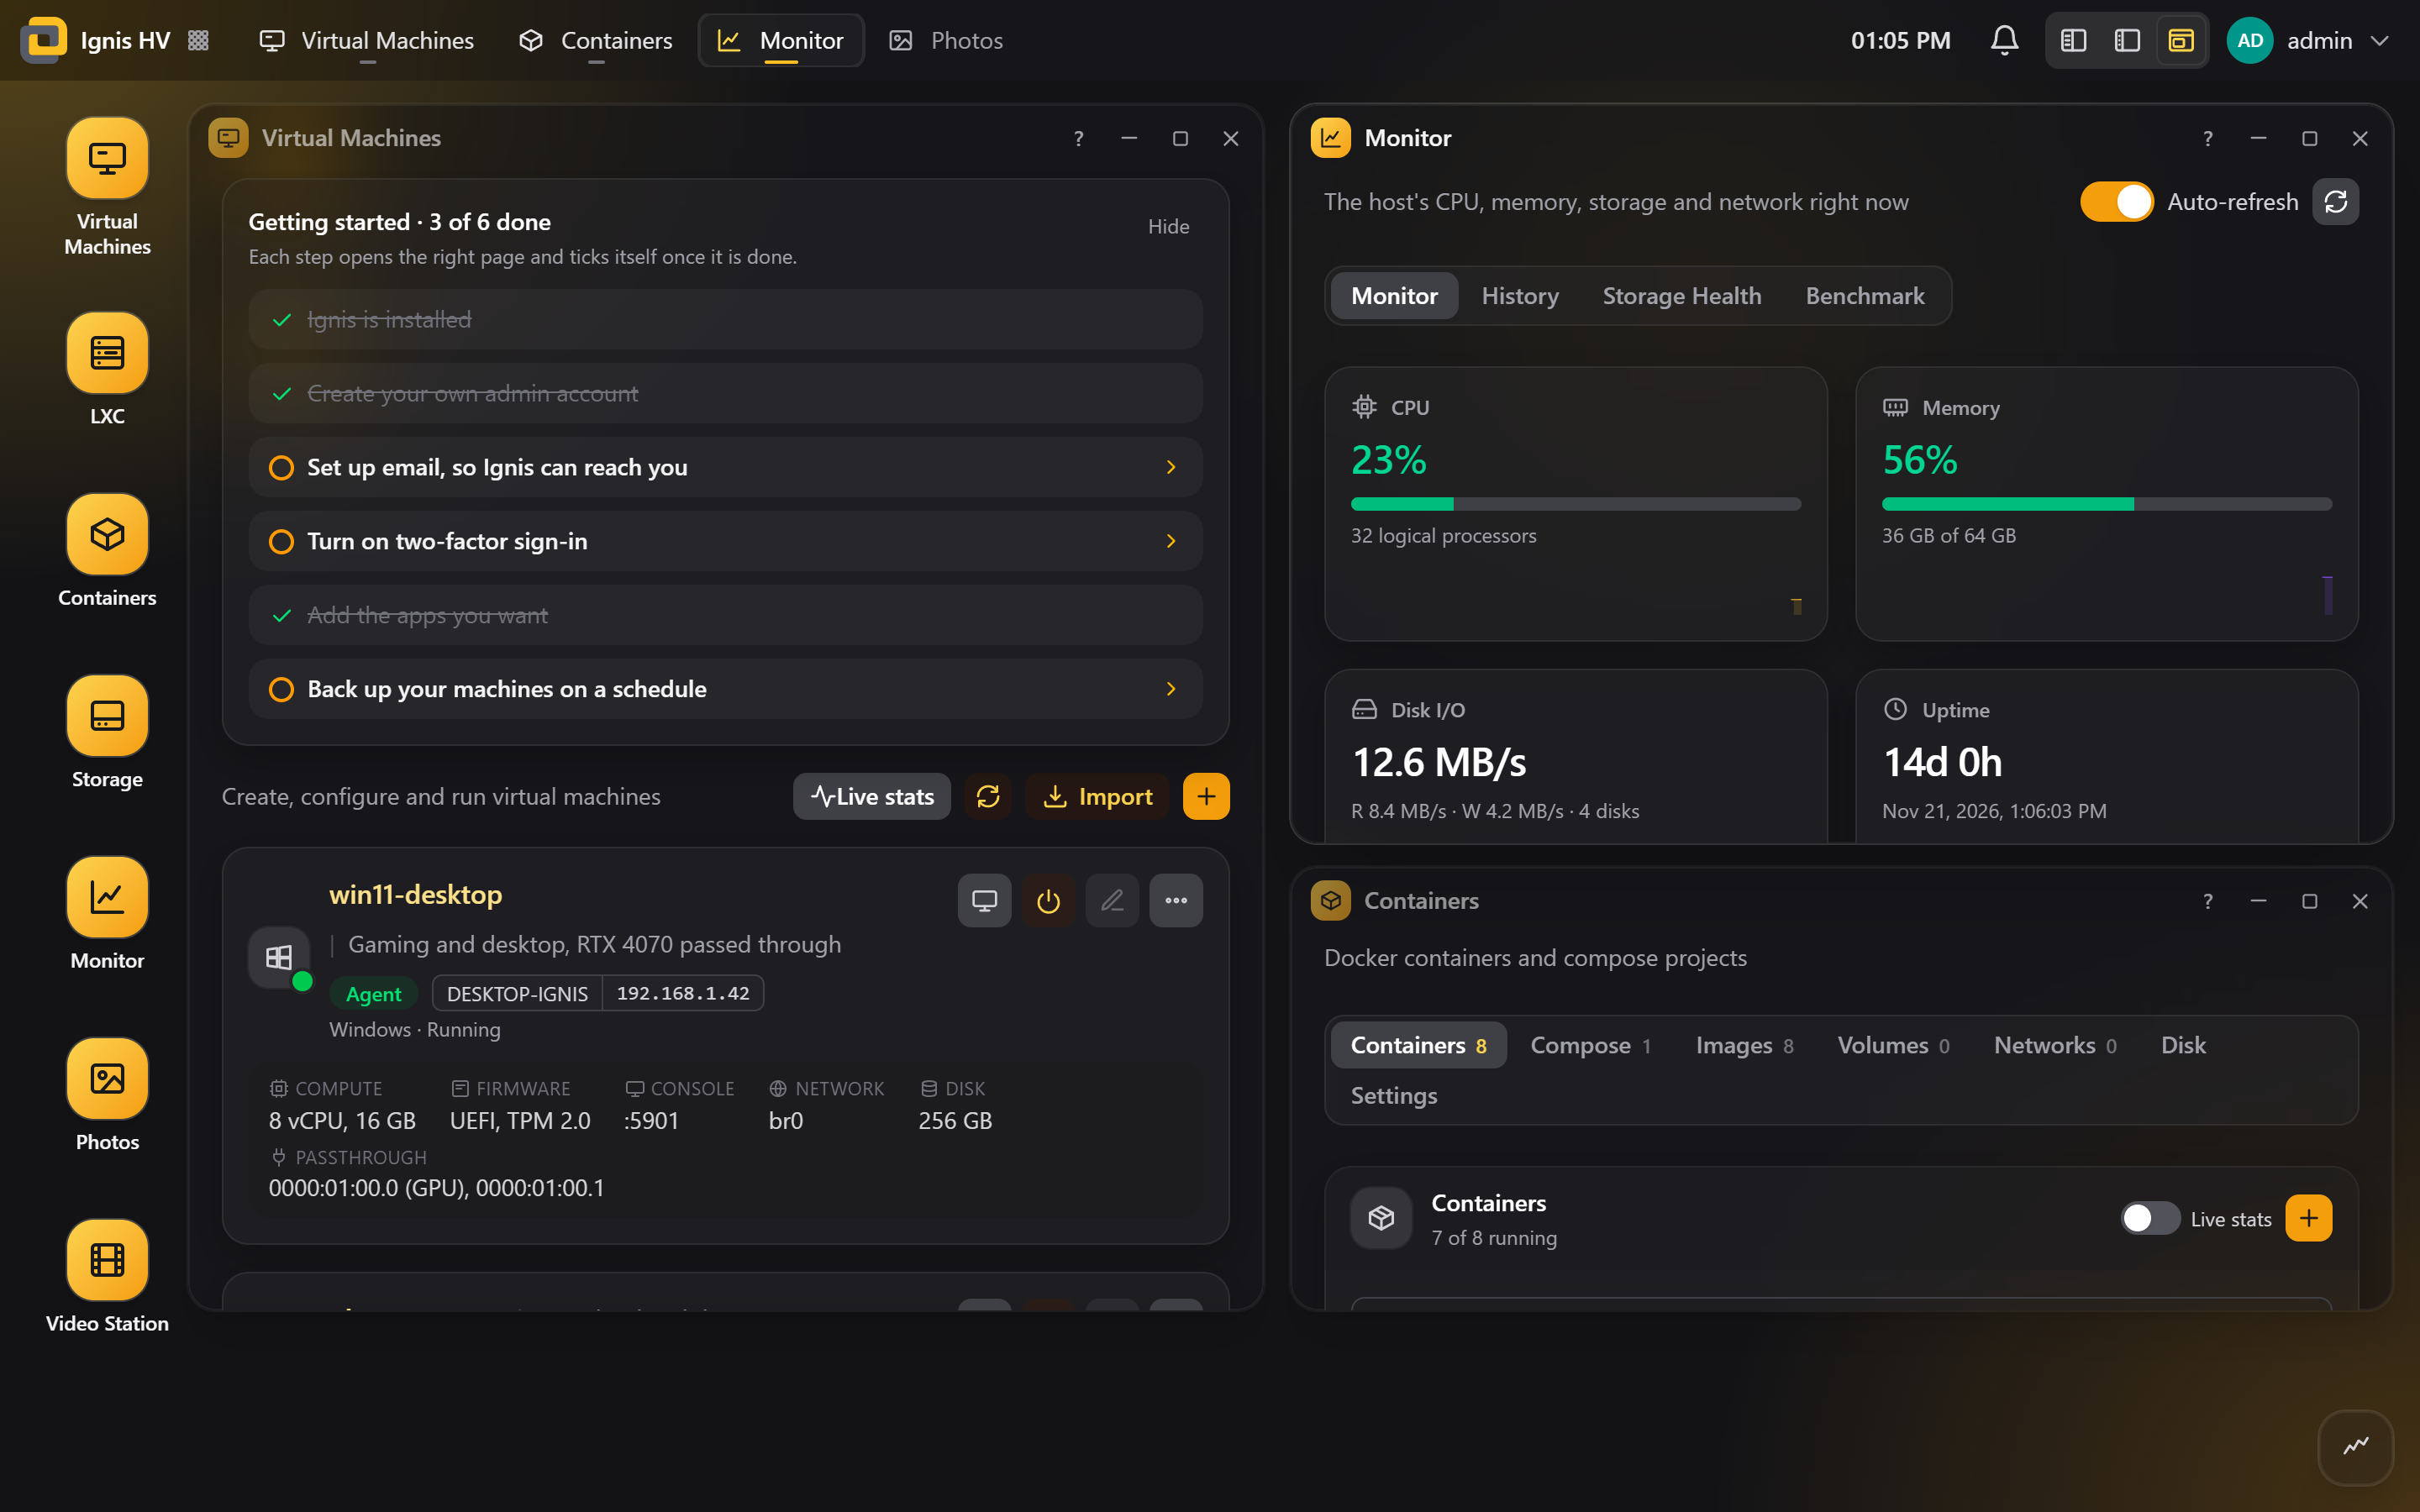 Ignis HV
Virtual Machines
Containers
Monitor
Photos
01:05 PM
AD
admin
Virtual
Machines
LXC
Containers
Storage
Monitor
Photos
Video Station
Virtual Machines
?
Getting started · 3 of 6 done
Hide
Each step opens the right page and ticks itself once it is done.
Ignis is installed
Create your own admin account
Set up email, so Ignis can reach you
Turn on two-factor sign-in
Add the apps you want
Back up your machines on a schedule
Create, configure and run virtual machines
Live stats
Import
win11-desktop
| Gaming and desktop, RTX 4070 passed through
Agent
DESKTOP-IGNIS
192.168.1.42
Windows · Running
COMPUTE
8 vCPU, 16 GB
FIRMWARE
UEFI, TPM 2.0
CONSOLE
:5901
NETWORK
br0
DISK
256 GB
PASSTHROUGH
0000:01:00.0 (GPU), 0000:01:00.1
Monitor
?
The host's CPU, memory, storage and network right now
Auto-refresh
Monitor
History
Storage Health
Benchmark
CPU
23%
32 logical processors
Memory
56%
36 GB of 64 GB
Disk I/O
12.6 MB/s
R 8.4 MB/s · W 4.2 MB/s · 4 disks
Uptime
14d 0h
Nov 21, 2026, 1:06:03 PM
Containers
?
Docker containers and compose projects
Containers 8
Compose 1
Images 8
Volumes 0
Networks 0
Disk
Settings
Containers
7 of 8 running
Live stats